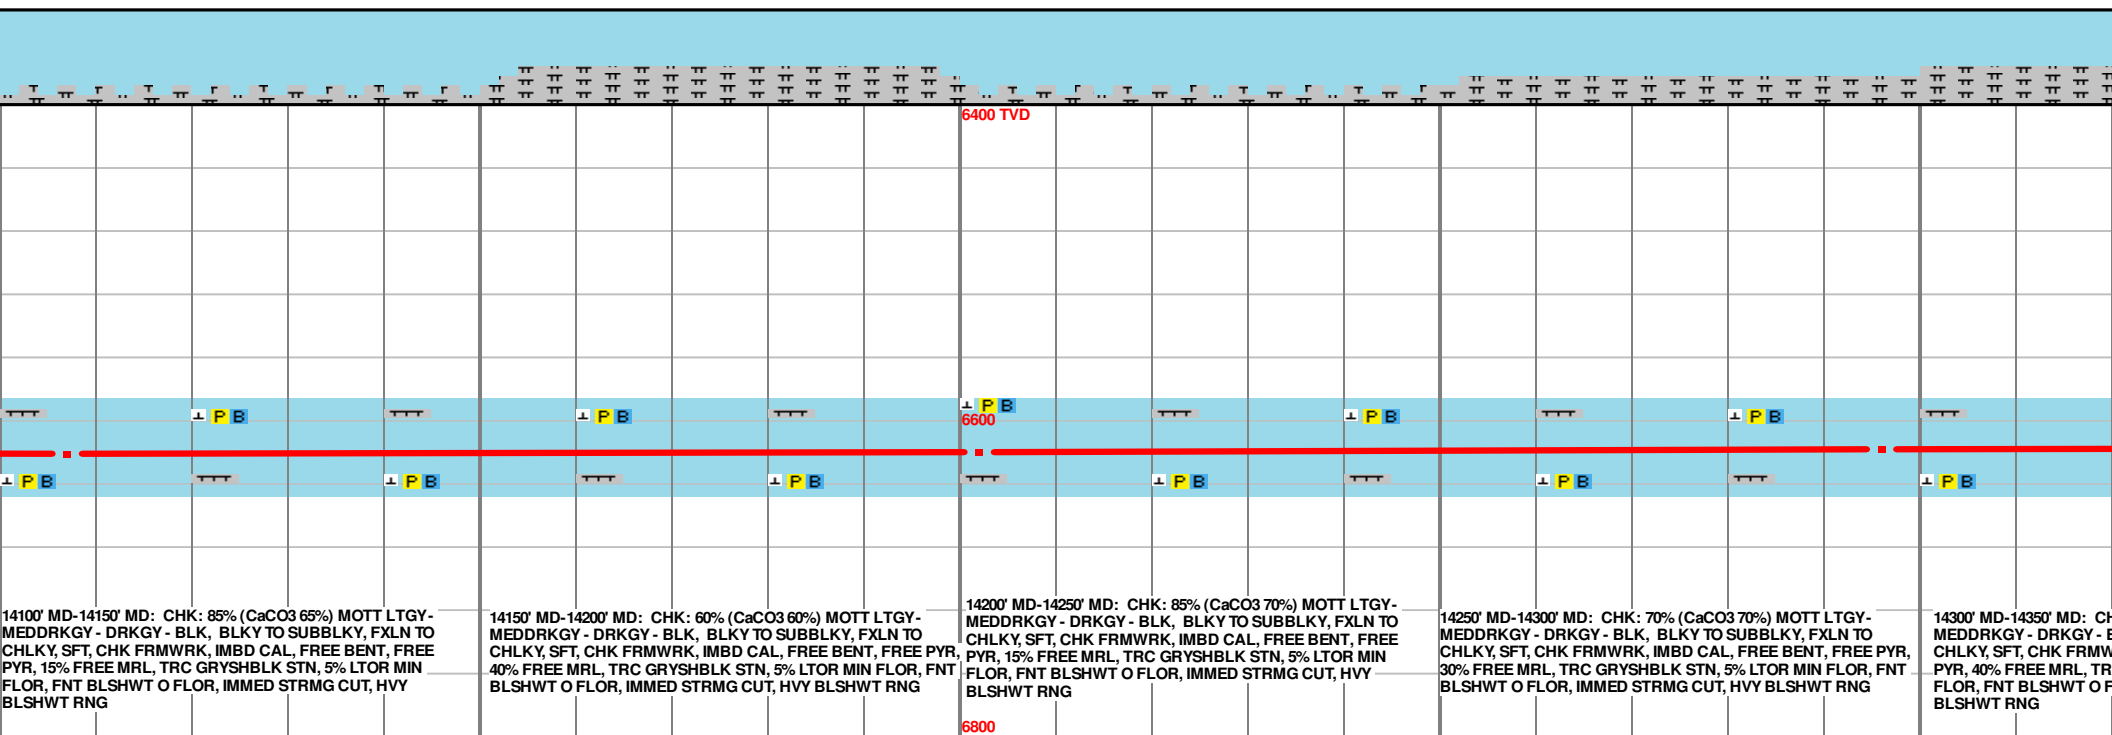 6400 TVD
P B
P B
P B
P B
P B
6600
P B
P B
P B
P B
P B
P B
14100' MD-14150' MD:  CHK: 85% (CaCO3 65%) MOTT LTGY-
MEDDRKGY - DRKGY - BLK,  BLKY TO SUBBLKY, FXLN TO
CHLKY, SFT, CHK FRMWRK, IMBD CAL, FREE BENT, FREE
PYR, 15% FREE MRL, TRC GRYSHBLK STN, 5% LTOR MIN
FLOR, FNT BLSHWT O FLOR, IMMED STRMG CUT, HVY
BLSHWT RNG
14150' MD-14200' MD:  CHK: 60% (CaCO3 60%) MOTT LTGY-
MEDDRKGY - DRKGY - BLK,  BLKY TO SUBBLKY, FXLN TO
CHLKY, SFT, CHK FRMWRK, IMBD CAL, FREE BENT, FREE PYR,
40% FREE MRL, TRC GRYSHBLK STN, 5% LTOR MIN FLOR, FNT
BLSHWT O FLOR, IMMED STRMG CUT, HVY BLSHWT RNG
14200' MD-14250' MD:  CHK: 85% (CaCO3 70%) MOTT LTGY-
MEDDRKGY - DRKGY - BLK,  BLKY TO SUBBLKY, FXLN TO
CHLKY, SFT, CHK FRMWRK, IMBD CAL, FREE BENT, FREE
PYR, 15% FREE MRL, TRC GRYSHBLK STN, 5% LTOR MIN
FLOR, FNT BLSHWT O FLOR, IMMED STRMG CUT, HVY
BLSHWT RNG
14250' MD-14300' MD:  CHK: 70% (CaCO3 70%) MOTT LTGY-
MEDDRKGY - DRKGY - BLK,  BLKY TO SUBBLKY, FXLN TO
CHLKY, SFT, CHK FRMWRK, IMBD CAL, FREE BENT, FREE PYR,
30% FREE MRL, TRC GRYSHBLK STN, 5% LTOR MIN FLOR, FNT
BLSHWT O FLOR, IMMED STRMG CUT, HVY BLSHWT RNG
14300' MD-14350' MD:  CH
MEDDRKGY - DRKGY - B
CHLKY, SFT, CHK FRMW
PYR, 40% FREE MRL, TR
FLOR, FNT BLSHWT O F
BLSHWT RNG
6800